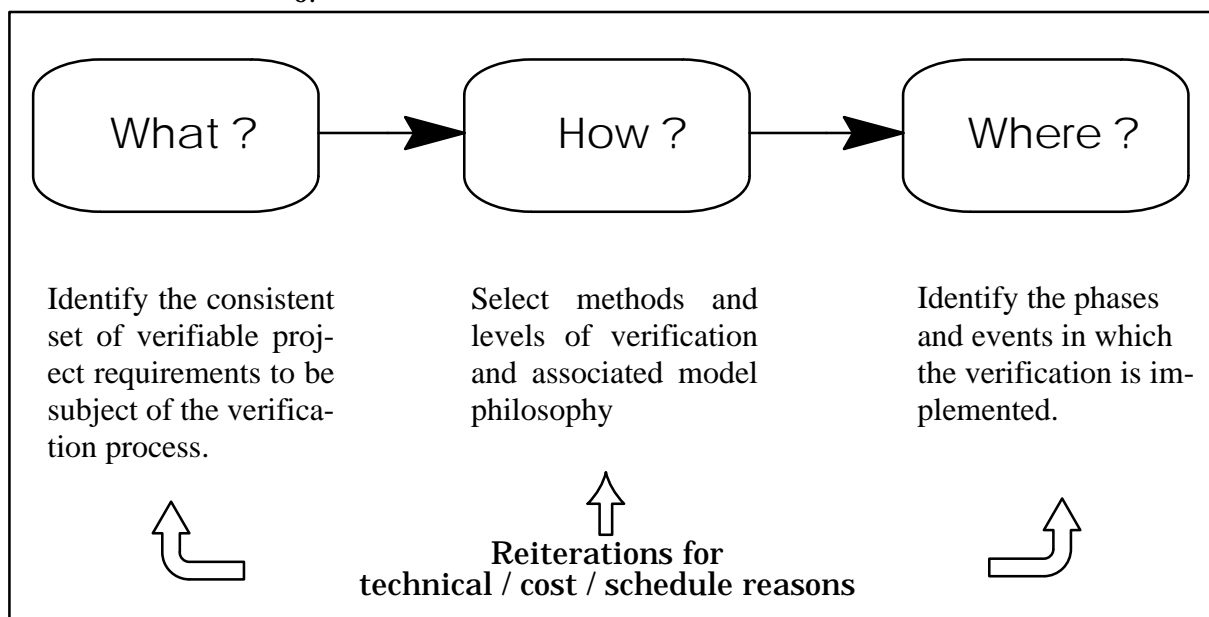 What ?
How ?
Where ?
Identify the consistent
set of verifiable proj-
ect requirements to be
subject of the verifica-
tion process.
Select methods and
levels of verification
and associated model
philosophy
Identify the phases
and events in which
the verification is im-
plemented.
Reiterations for
technical / cost / schedule reasons